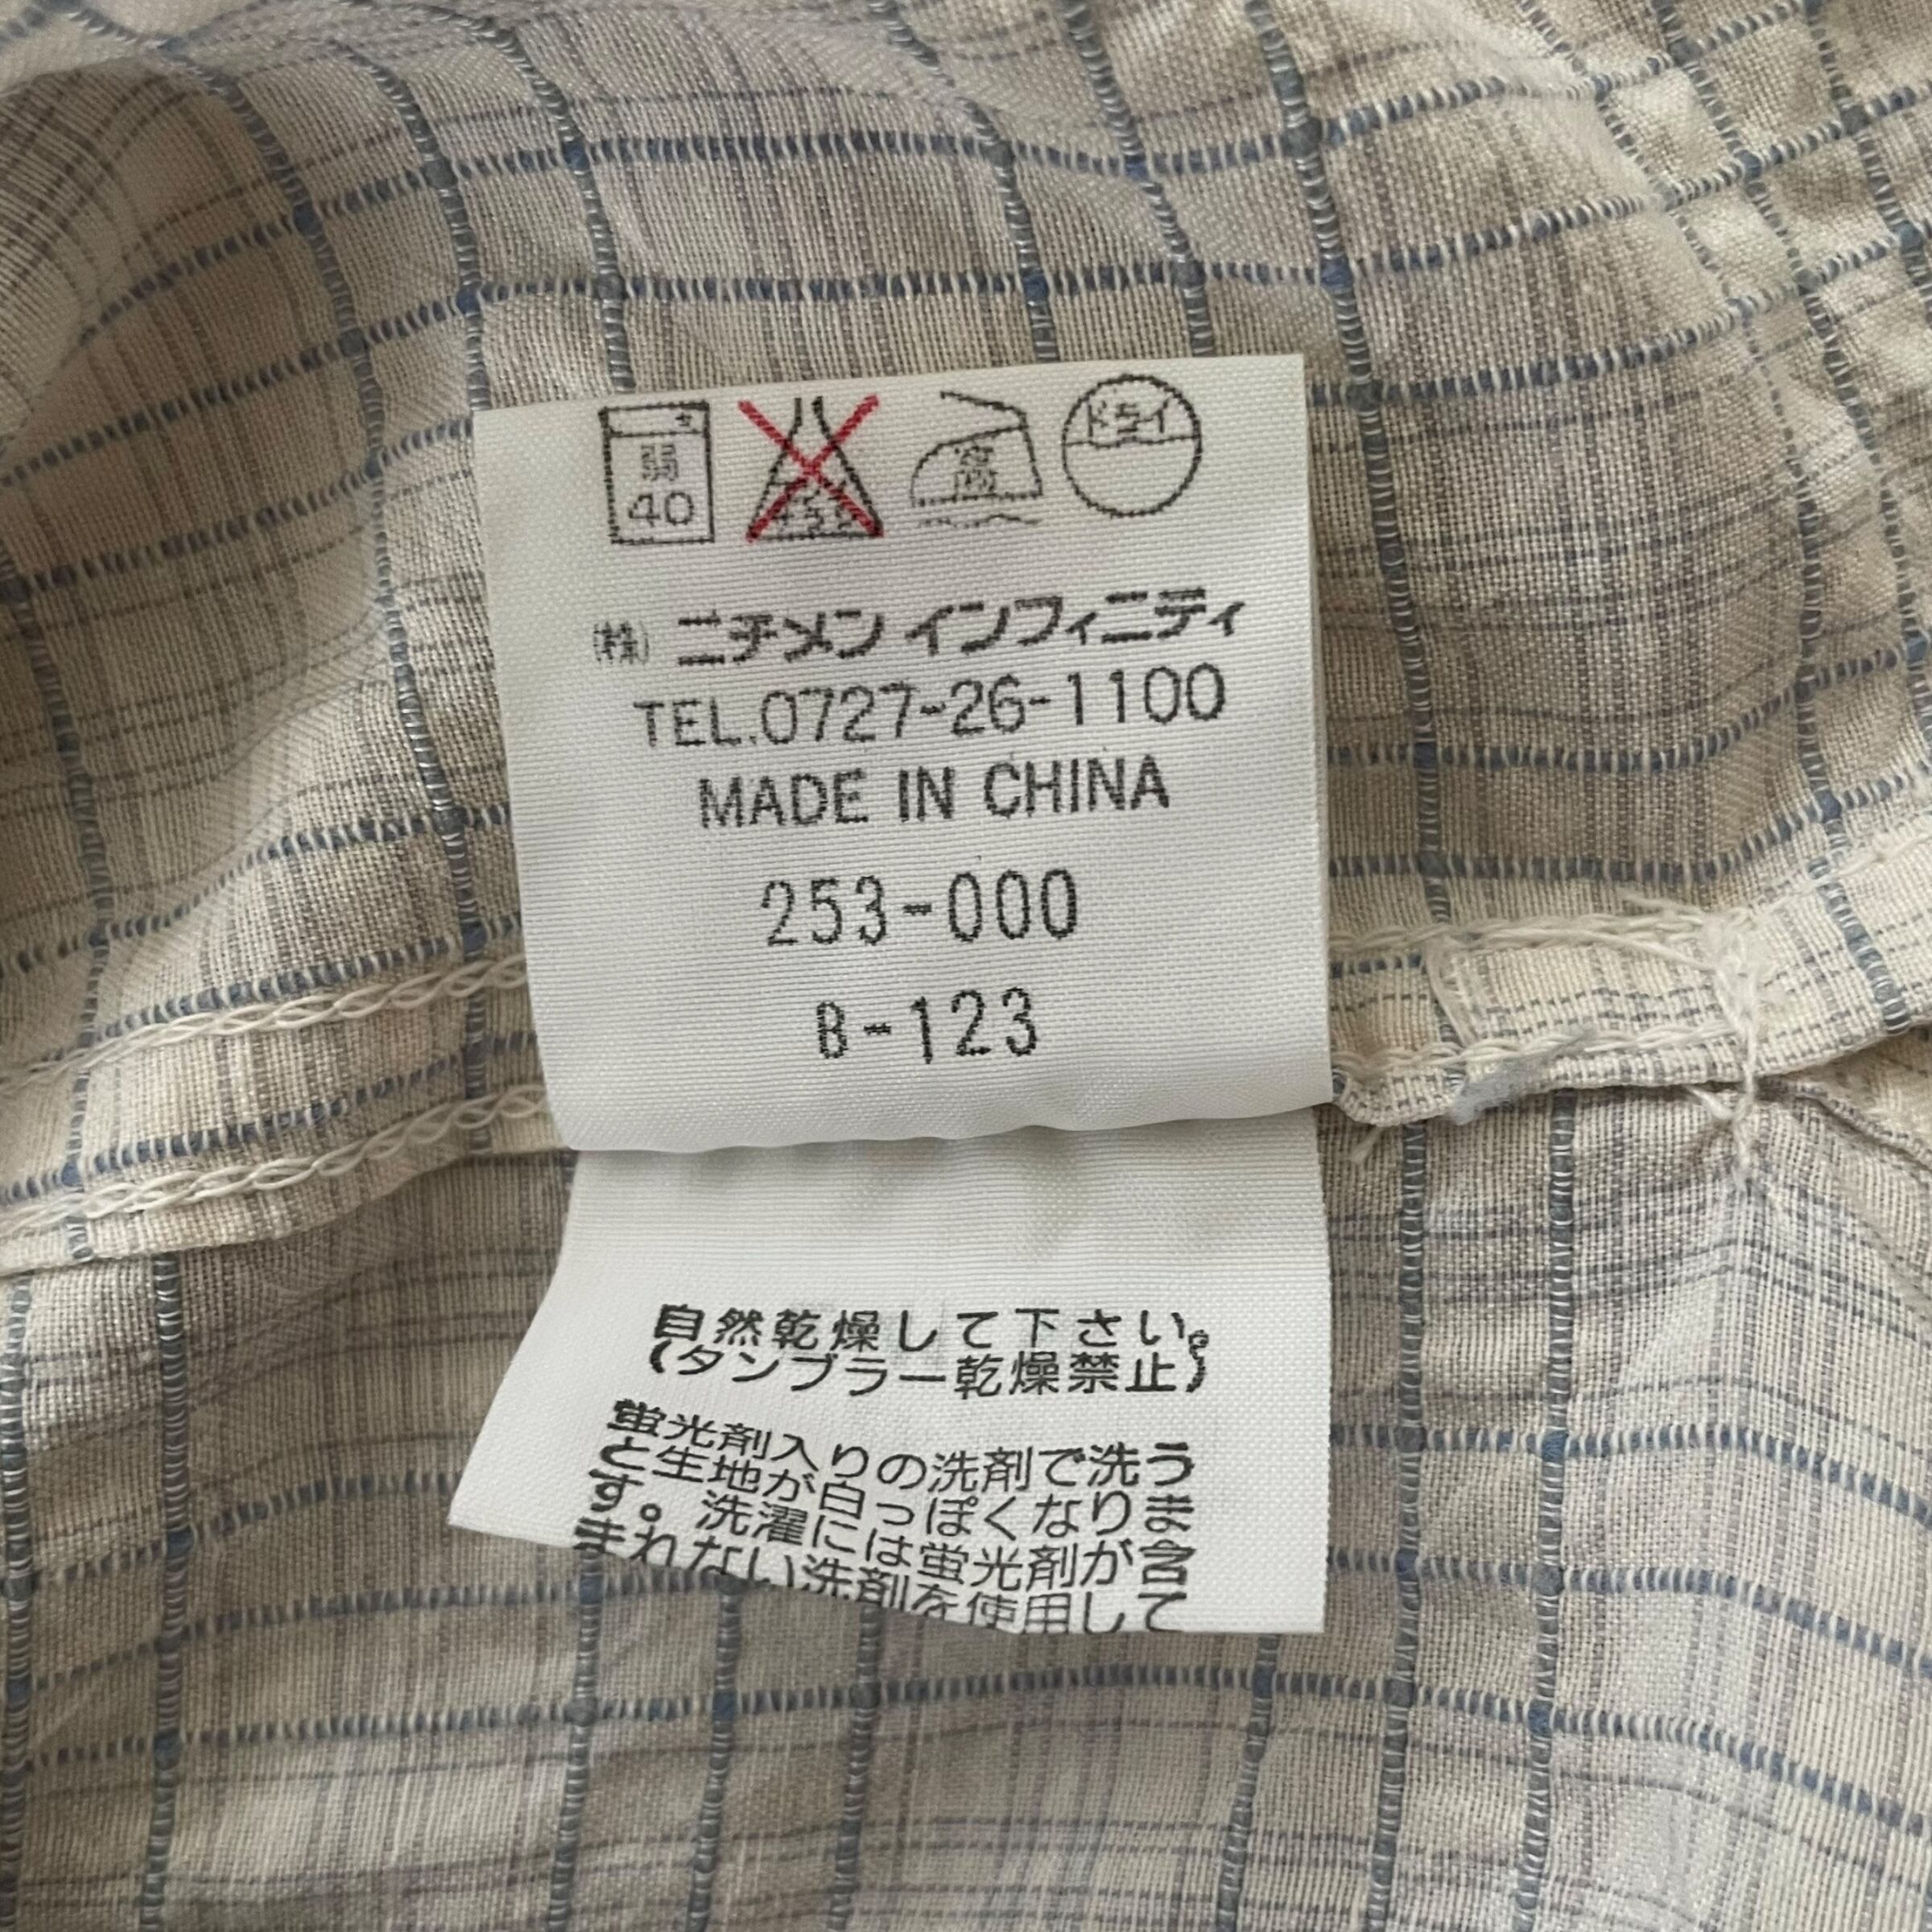 弱
40
高
ドライ
(株) ニチメン インフィニティ
TEL.0727-26-1100
MADE IN CHINA
253-000
B-123
自然乾燥して下さい。
(タンブラー乾燥禁止)
蛍光剤入りの洗剤で洗う
と生地が白っぽくなりま
す。洗濯には蛍光剤が含
まれない洗剤を使用して